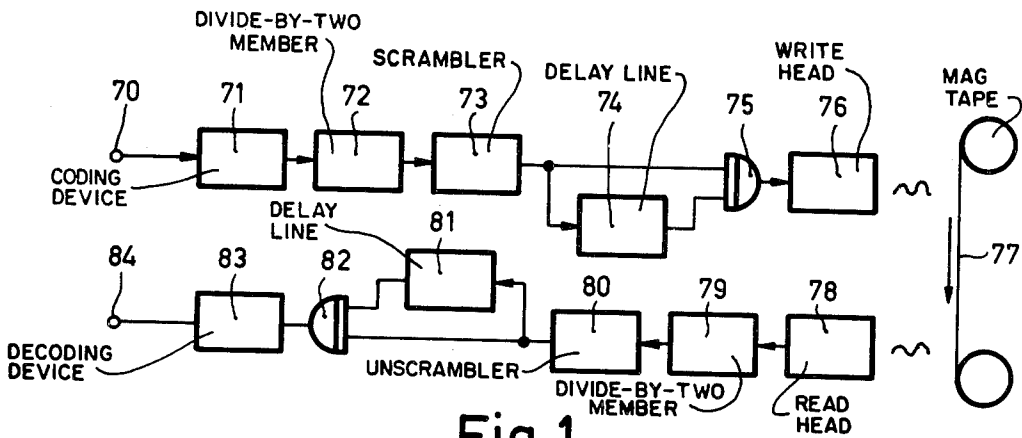 DIVIDE-BY-TWO
MEMBER
SCRAMBLER
DELAY LINE
WRITE
HEAD
MAG
TAPE
70
71
72
73
74
75
76
CODING
DEVICE
DELAY
LINE
77
84
83
82
81
80
79
78
DECODING
DEVICE
UNSCRAMBLER
DIVIDE-BY-TWO
MEMBER
READ
HEAD
Fig.1